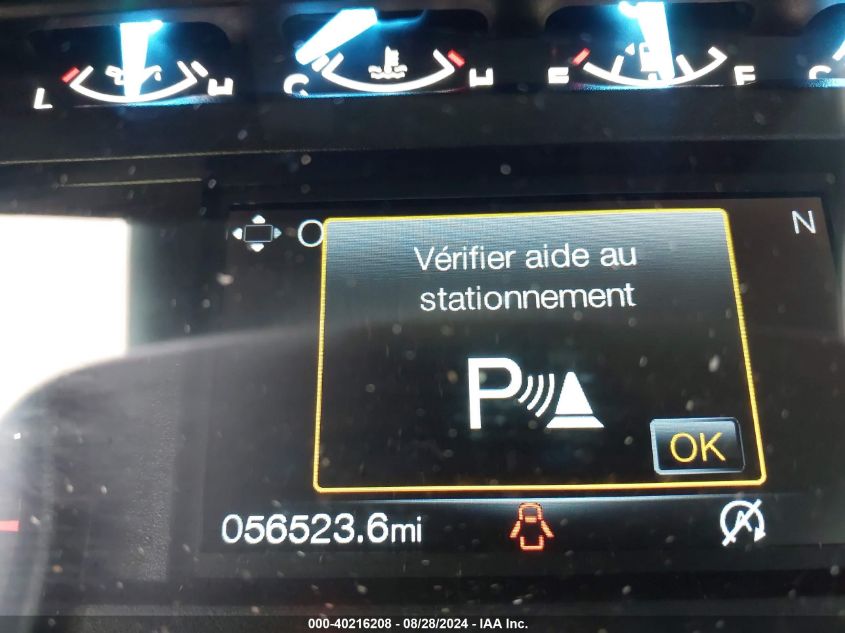 L H C H E F C
O N
Vérifier aide au
stationnement
P
OK
056523.6mi
A
000-40216208 - 08/28/2024 - IAA Inc.